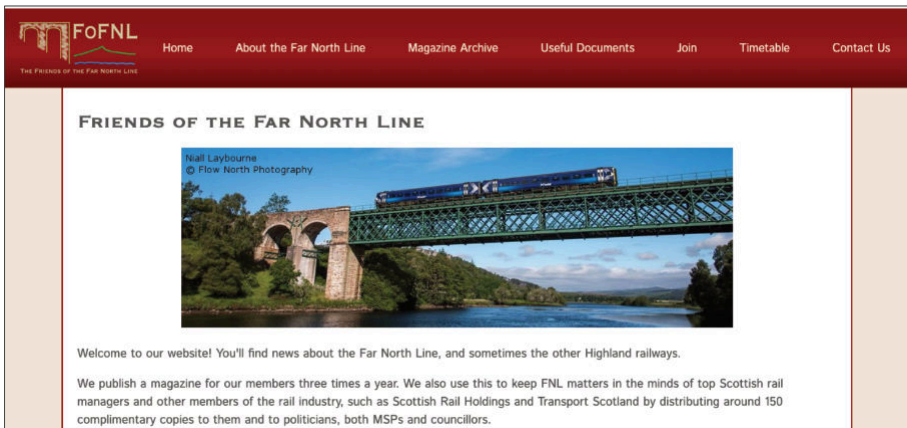 FoFNL
The Friends of the Far North Line
Home About the Far North Line Magazine Archive Useful Documents Join Timetable Contact Us
Friends of the Far North Line
Niall Laybourne
© Flow North Photography
Welcome to our website! You'll find news about the Far North Line, and sometimes the other Highland railways.
We publish a magazine for our members three times a year. We also use this to keep FNL matters in the minds of top Scottish rail
managers and other members of the rail industry, such as Scottish Rail Holdings and Transport Scotland by distributing around 150
complimentary copies to them and to politicians, both MSPs and councillors.